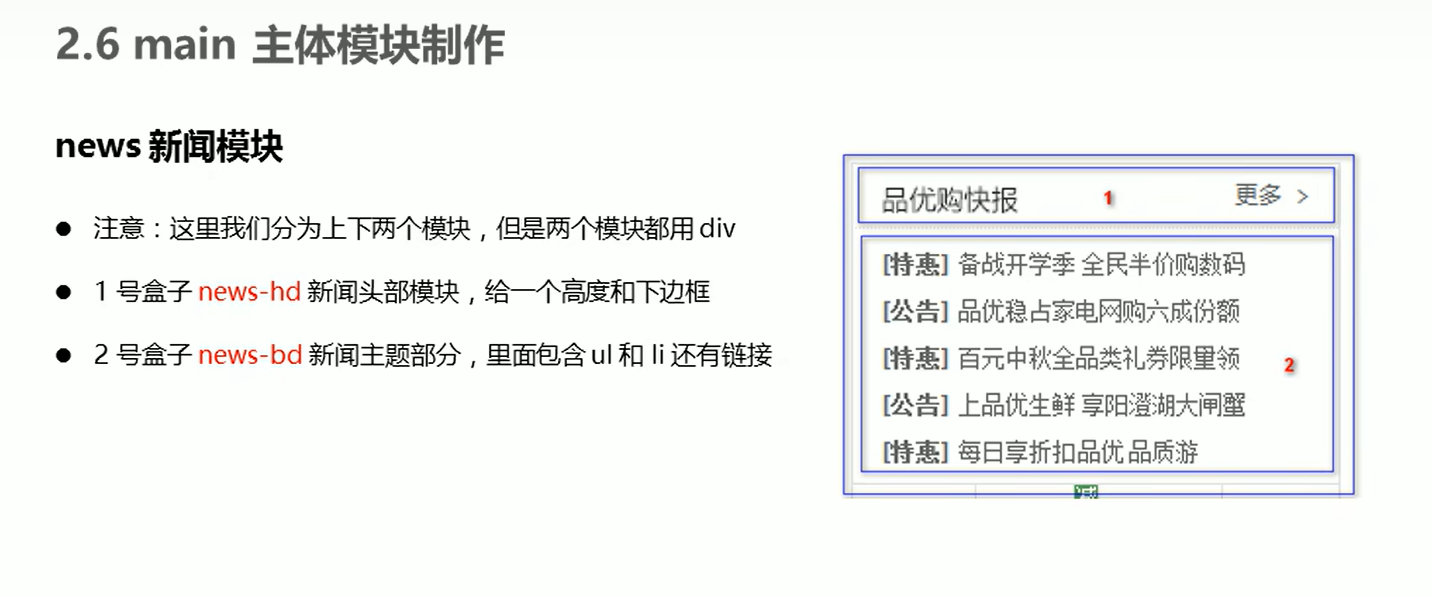 2.6 main 主体模块制作
news 新闻模块
● 注意：这里我们分为上下两个模块，但是两个模块都用 div
● 1 号盒子 news-hd 新闻头部模块，给一个高度和下边框
● 2 号盒子 news-bd 新闻主题部分，里面包含 ul 和 li 还有链接
品优购快报 1 更多 >
[特惠] 备战开学季 全民半价购数码
[公告] 品优稳占家电网购六成份额
[特惠] 百元中秋全品类礼券限量领
2
[公告] 上品优生鲜 享阳澄湖大闸蟹
[特惠] 每日享折扣品优品质游